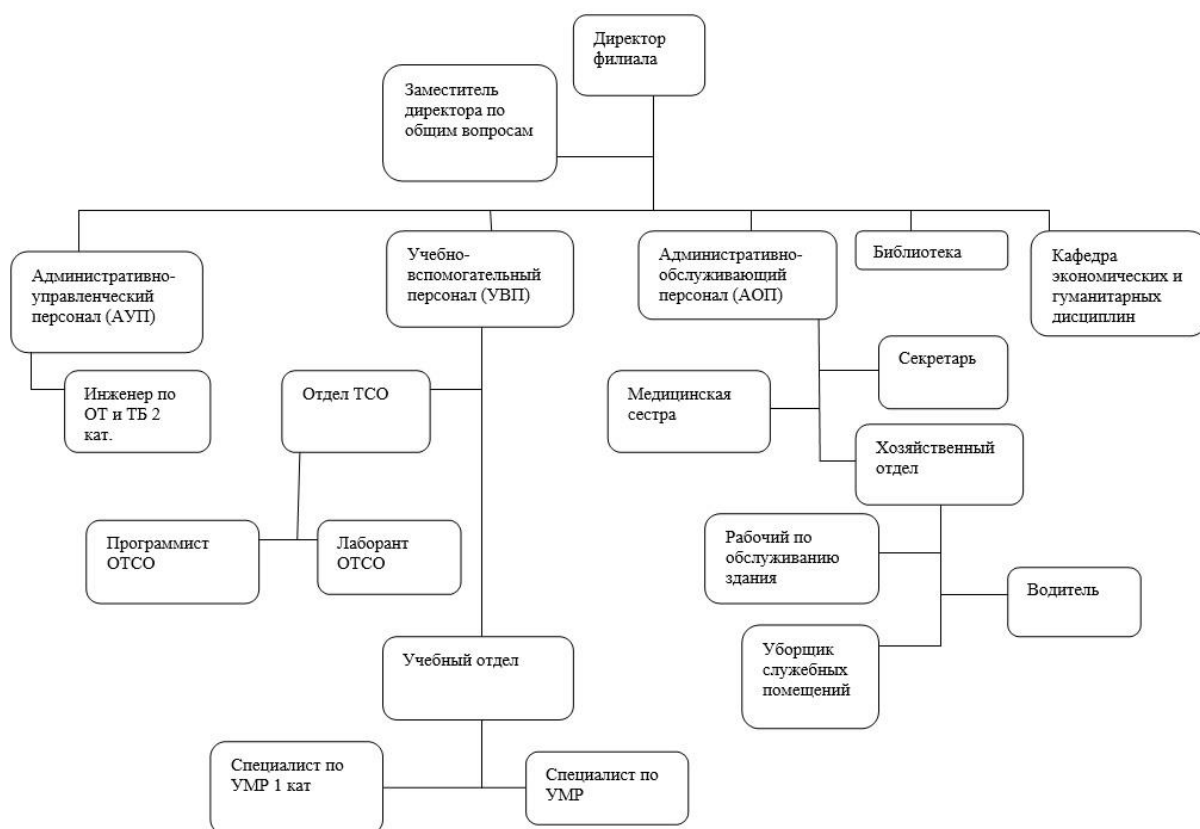 Директор
филиала
Заместитель
директора по
общим вопросам
Административно-
управленческий
персонал (АУП)
Учебно-
вспомогательный
персонал (УВП)
Административно-
обслуживающий
персонал (АОП)
Библиотека
Кафедра
экономических и
гуманитарных
дисциплин
Инженер по
ОТ и ТБ 2
кат.
Отдел ТСО
Медицинская
сестра
Секретарь
Хозяйственный
отдел
Программист
ОТСО
Лаборант
ОТСО
Рабочий по
обслуживанию
здания
Водитель
Учебный отдел
Уборщик
служебных
помещений
Специалист по
УМР 1 кат
Специалист по
УМР